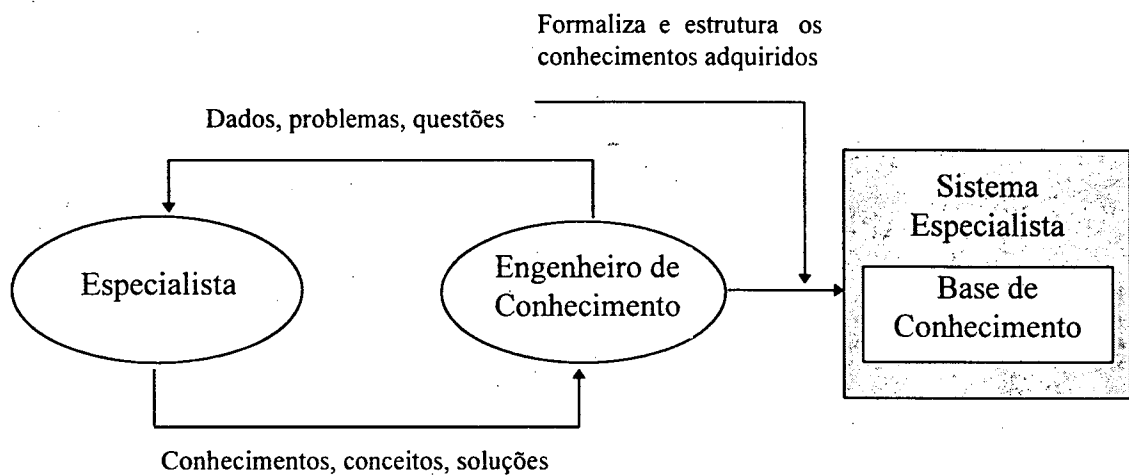 Formaliza e estrutura os
conhecimentos adquiridos
Dados, problemas, questões
Sistema
Especialista
Especialista
Engenheiro de
Conhecimento
Base de
Conhecimento
Conhecimentos, conceitos, soluções